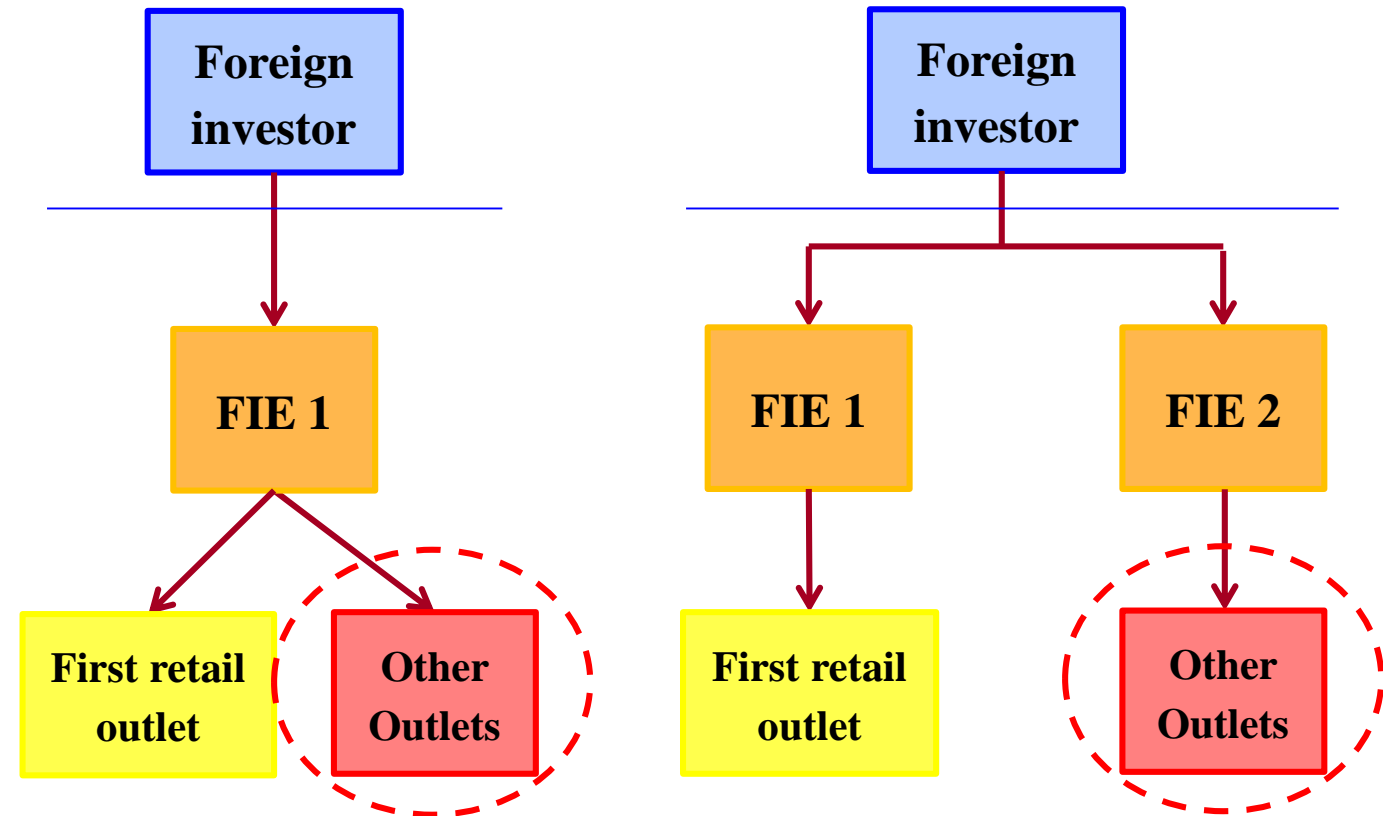 Foreign
investor
Foreign
investor
FIE 1
FIE 1
FIE 2
First retail
outlet
Other
Outlets
First retail
outlet
Other
Outlets